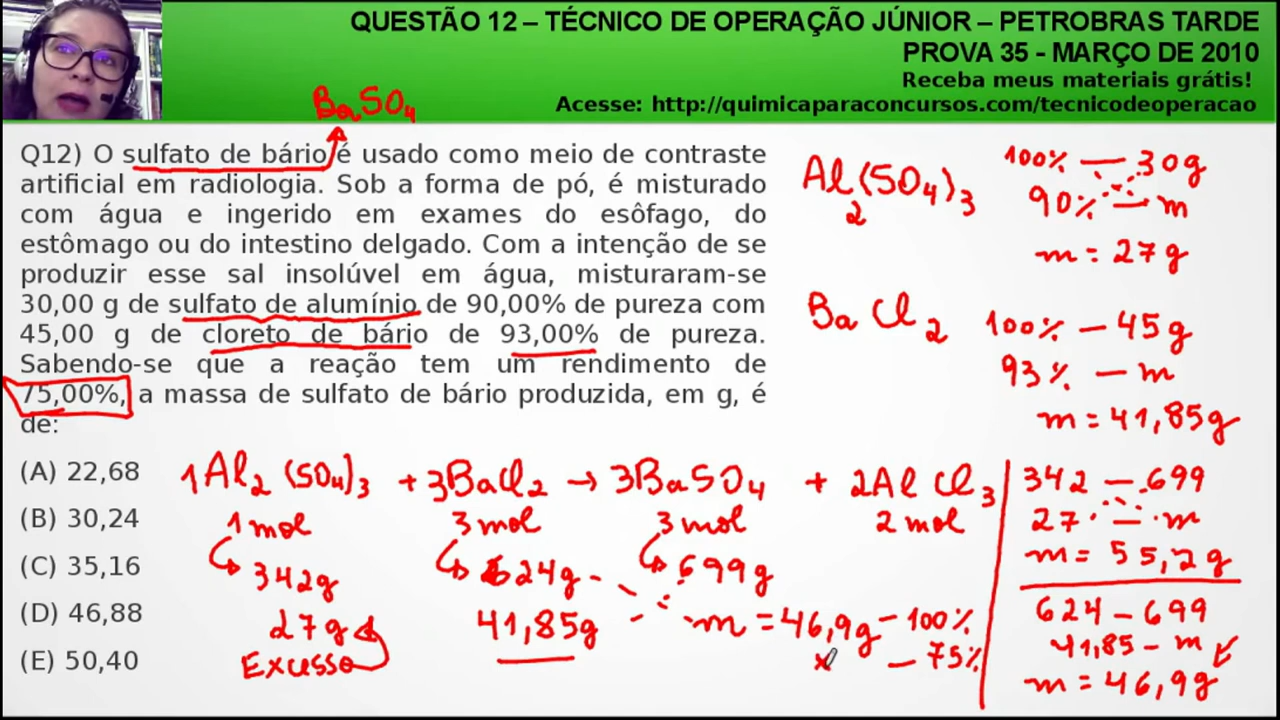 QUESTÃO 12 – TÉCNICO DE OPERAÇÃO JÚNIOR – PETROBRAS TARDE
PROVA 35 - MARÇO DE 2010
Receba meus materiais grátis!
Acesse: http://quimicaparaconcursos.com/tecnicodeoperacao
BaSO4
Q12) O sulfato de bário é usado como meio de contraste
artificial em radiologia. Sob a forma de pó, é misturado
com água e ingerido em exames do esôfago, do
estômago ou do intestino delgado. Com a intenção de se
produzir esse sal insolúvel em água, misturaram-se
30,00 g de sulfato de alumínio de 90,00% de pureza com
45,00 g de cloreto de bário de 93,00% de pureza.
Sabendo-se que a reação tem um rendimento de
75,00%, a massa de sulfato de bário produzida, em g, é
de:
(A) 22,68
(B) 30,24
(C) 35,16
(D) 46,88
(E) 50,40
Al2(SO4)3
100% — 30g
90% — m
m = 27g
BaCl2
100% — 45g
93% — m
m = 41,85g
1Al2(SO4)3 + 3BaCl2 → 3BaSO4 + 2AlCl3
1mol 3mol 3mol 2mol
342g 624g 699g
27g 41,85g m = 46,9g — 100%
Excesso x — 75%
342 — 699
27 — m
m = 55,2g
624 — 699
41,85 — m
m = 46,9g